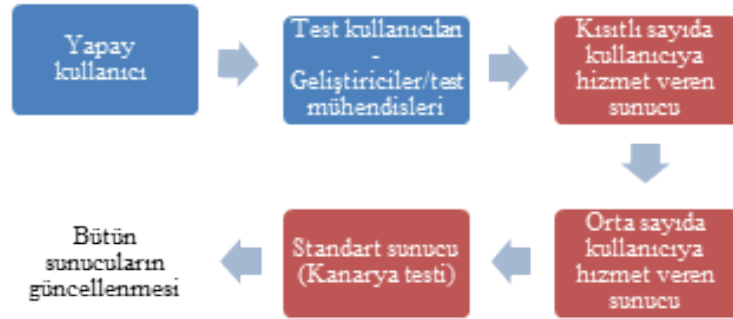 Yapay
kullanıcı
Test kullanıcıları
-
Geliştiriciler/test
mühendisleri
Kısıtlı sayıda
kullanıcıya
hizmet veren
sunucu
Orta sayıda
kullanıcıya
hizmet veren
sunucu
Standart sunucu
(Kanarya testi)
Bütün
sunucuların
güncellenmesi